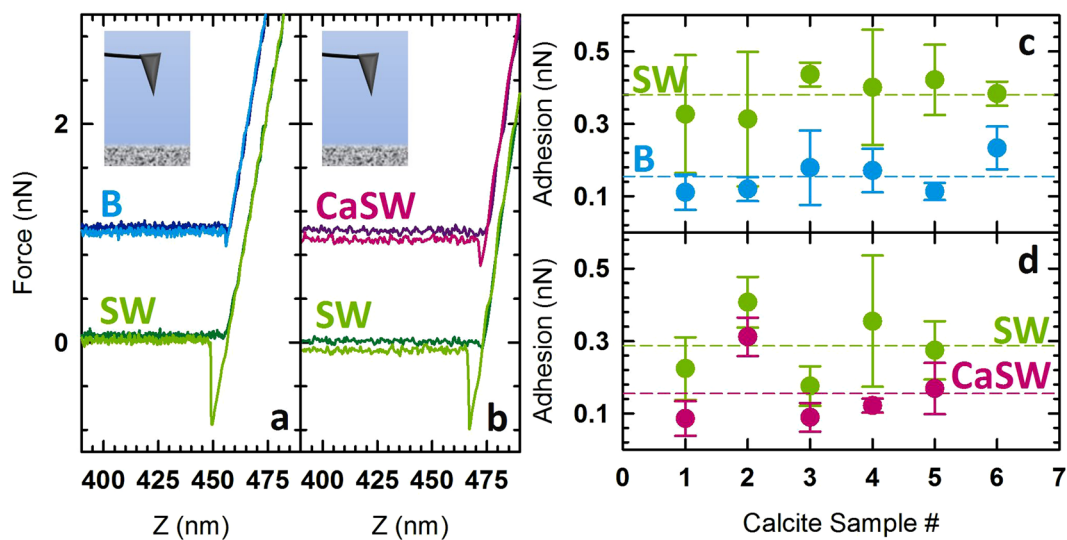 Force (nN)
2
0
B
SW
a
400 425 450 475
Z (nm)
CaSW
SW
b
400 425 450 475
Z (nm)
Adhesion (nN)
0.5
0.3
0.1
SW
B
c
Adhesion (nN)
0.5
0.3
0.1
d
SW
CaSW
0 1 2 3 4 5 6 7
Calcite Sample #